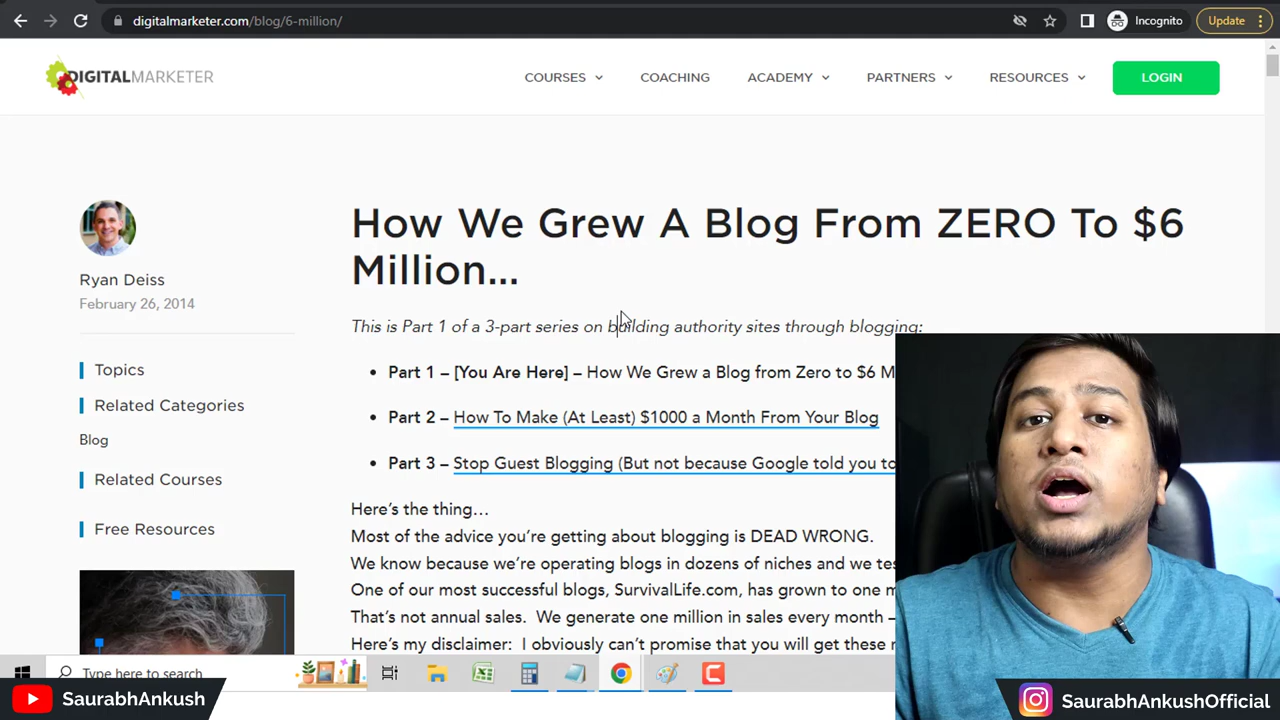 digitalmarketer.com/blog/6-million/
Incognito
Update
DIGITALMARKETER
COURSES
COACHING
ACADEMY
PARTNERS
RESOURCES
LOGIN
How We Grew A Blog From ZERO To $6
Million...
Ryan Deiss
February 26, 2014
This is Part 1 of a 3-part series on building authority sites through blogging:
Topics
Part 1 – [You Are Here] – How We Grew a Blog from Zero to $6 M
Related Categories
Part 2 – How To Make (At Least) $1000 a Month From Your Blog
Blog
Part 3 – Stop Guest Blogging (But not because Google told you to
Related Courses
Here's the thing…
Free Resources
Most of the advice you're getting about blogging is DEAD WRONG.
We know because we're operating blogs in dozens of niches and we tes
One of our most successful blogs, SurvivalLife.com, has grown to one m
That's not annual sales. We generate one million in sales every month –
Here's my disclaimer: I obviously can't promise that you will get these
Type here to search
SaurabhAnkush
SaurabhAnkushOfficial